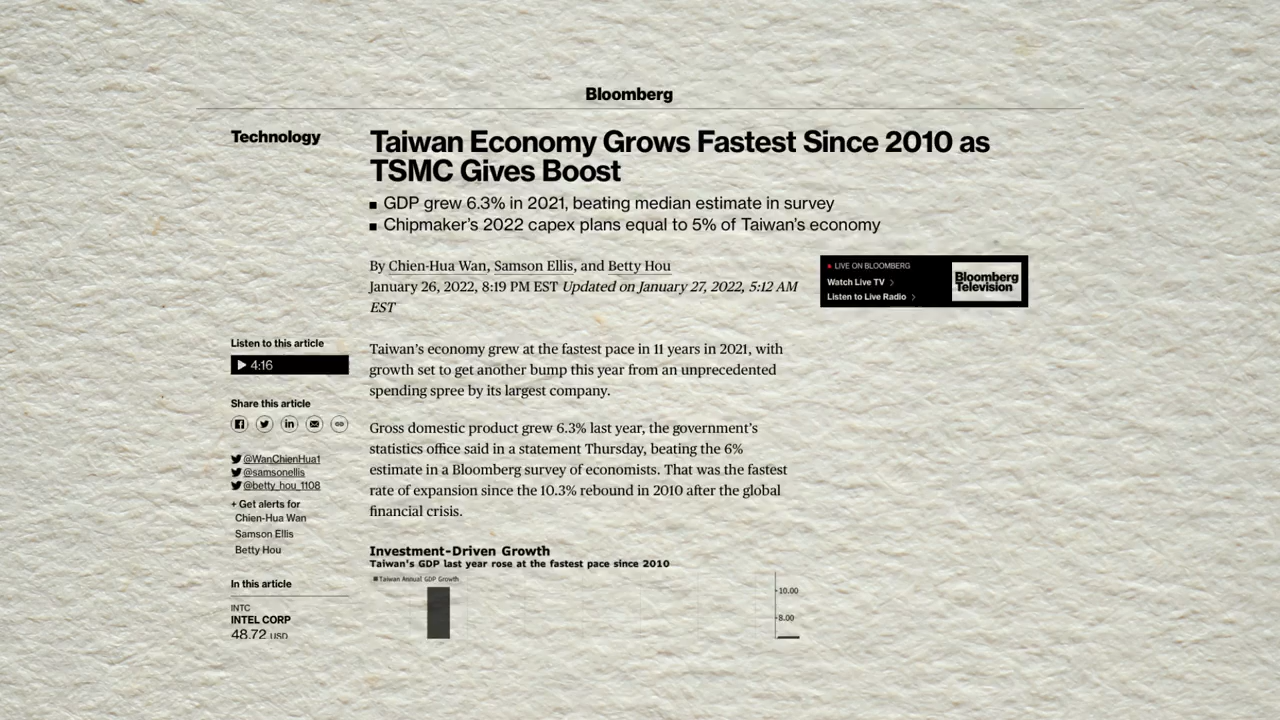 Bloomberg
Technology
Taiwan Economy Grows Fastest Since 2010 as
TSMC Gives Boost
GDP grew 6.3% in 2021, beating median estimate in survey
Chipmaker's 2022 capex plans equal to 5% of Taiwan's economy
By Chien-Hua Wan, Samson Ellis, and Betty Hou
January 26, 2022, 8:19 PM EST Updated on January 27, 2022, 5:12 AM
EST
LIVE ON BLOOMBERG
Watch Live TV
Listen to Live Radio
Bloomberg
Television
Listen to this article
4:16
Share this article
@WanChienHua1
@samsonellis
@betty_hou_1108
+ Get alerts for
Chien-Hua Wan
Samson Ellis
Betty Hou
In this article
INTC
INTEL CORP
48.72 USD
Taiwan's economy grew at the fastest pace in 11 years in 2021, with
growth set to get another bump this year from an unprecedented
spending spree by its largest company.
Gross domestic product grew 6.3% last year, the government's
statistics office said in a statement Thursday, beating the 6%
estimate in a Bloomberg survey of economists. That was the fastest
rate of expansion since the 10.3% rebound in 2010 after the global
financial crisis.
Investment-Driven Growth
Taiwan's GDP last year rose at the fastest pace since 2010
Taiwan Annual GDP Growth
10.00
8.00